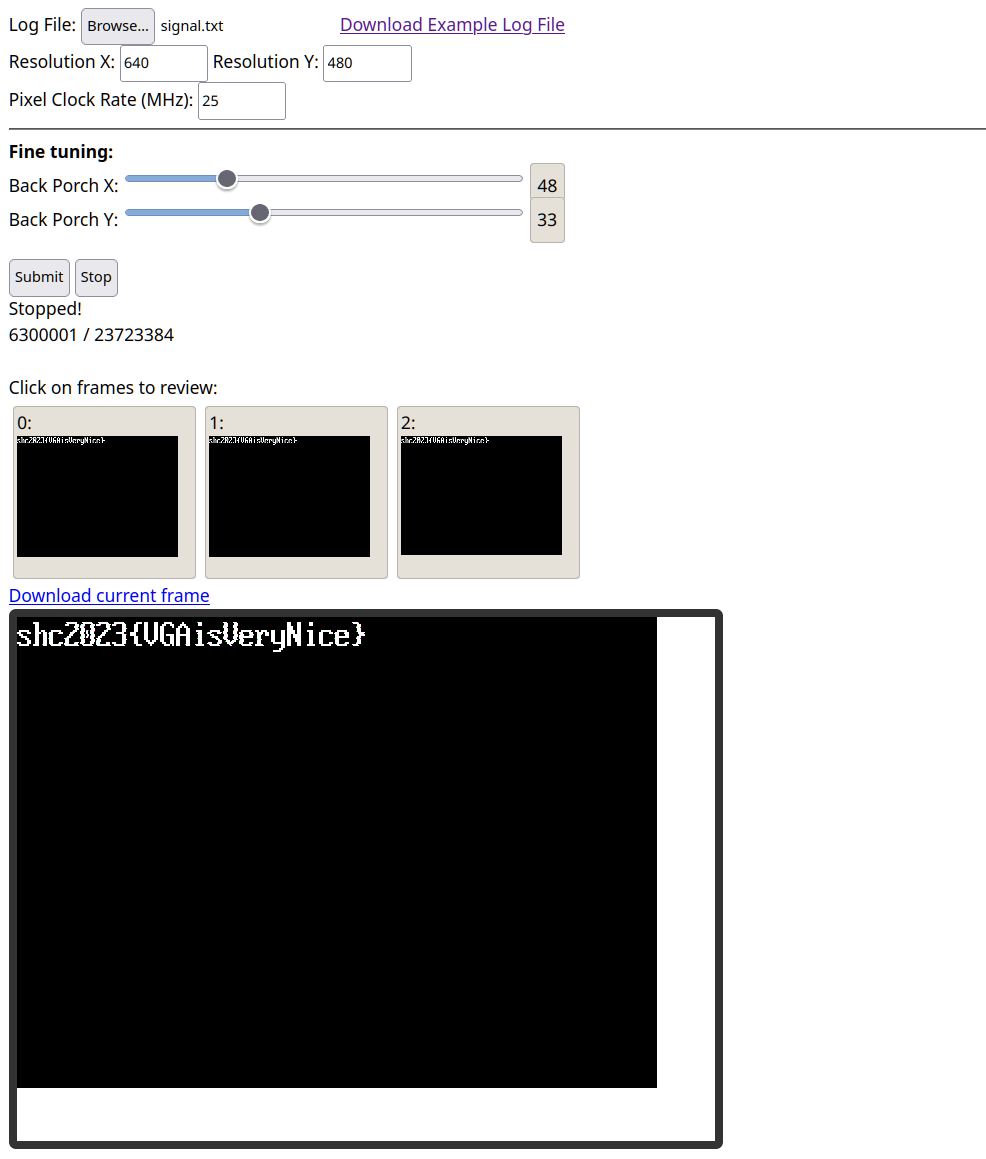 Log File: Browse... signal.txt Download Example Log File
Resolution X: 640 Resolution Y: 480
Pixel Clock Rate (MHz): 25
Fine tuning:
Back Porch X: 48
Back Porch Y: 33
Submit Stop
Stopped!
6300001 / 23723384
Click on frames to review:
0: 1: 2:
shc2023{VGAisVeryNice} shc2023{VGAisVeryNice} shc2023{VGAisVeryNice}
Download current frame
shc2023{VGAisVeryNice}